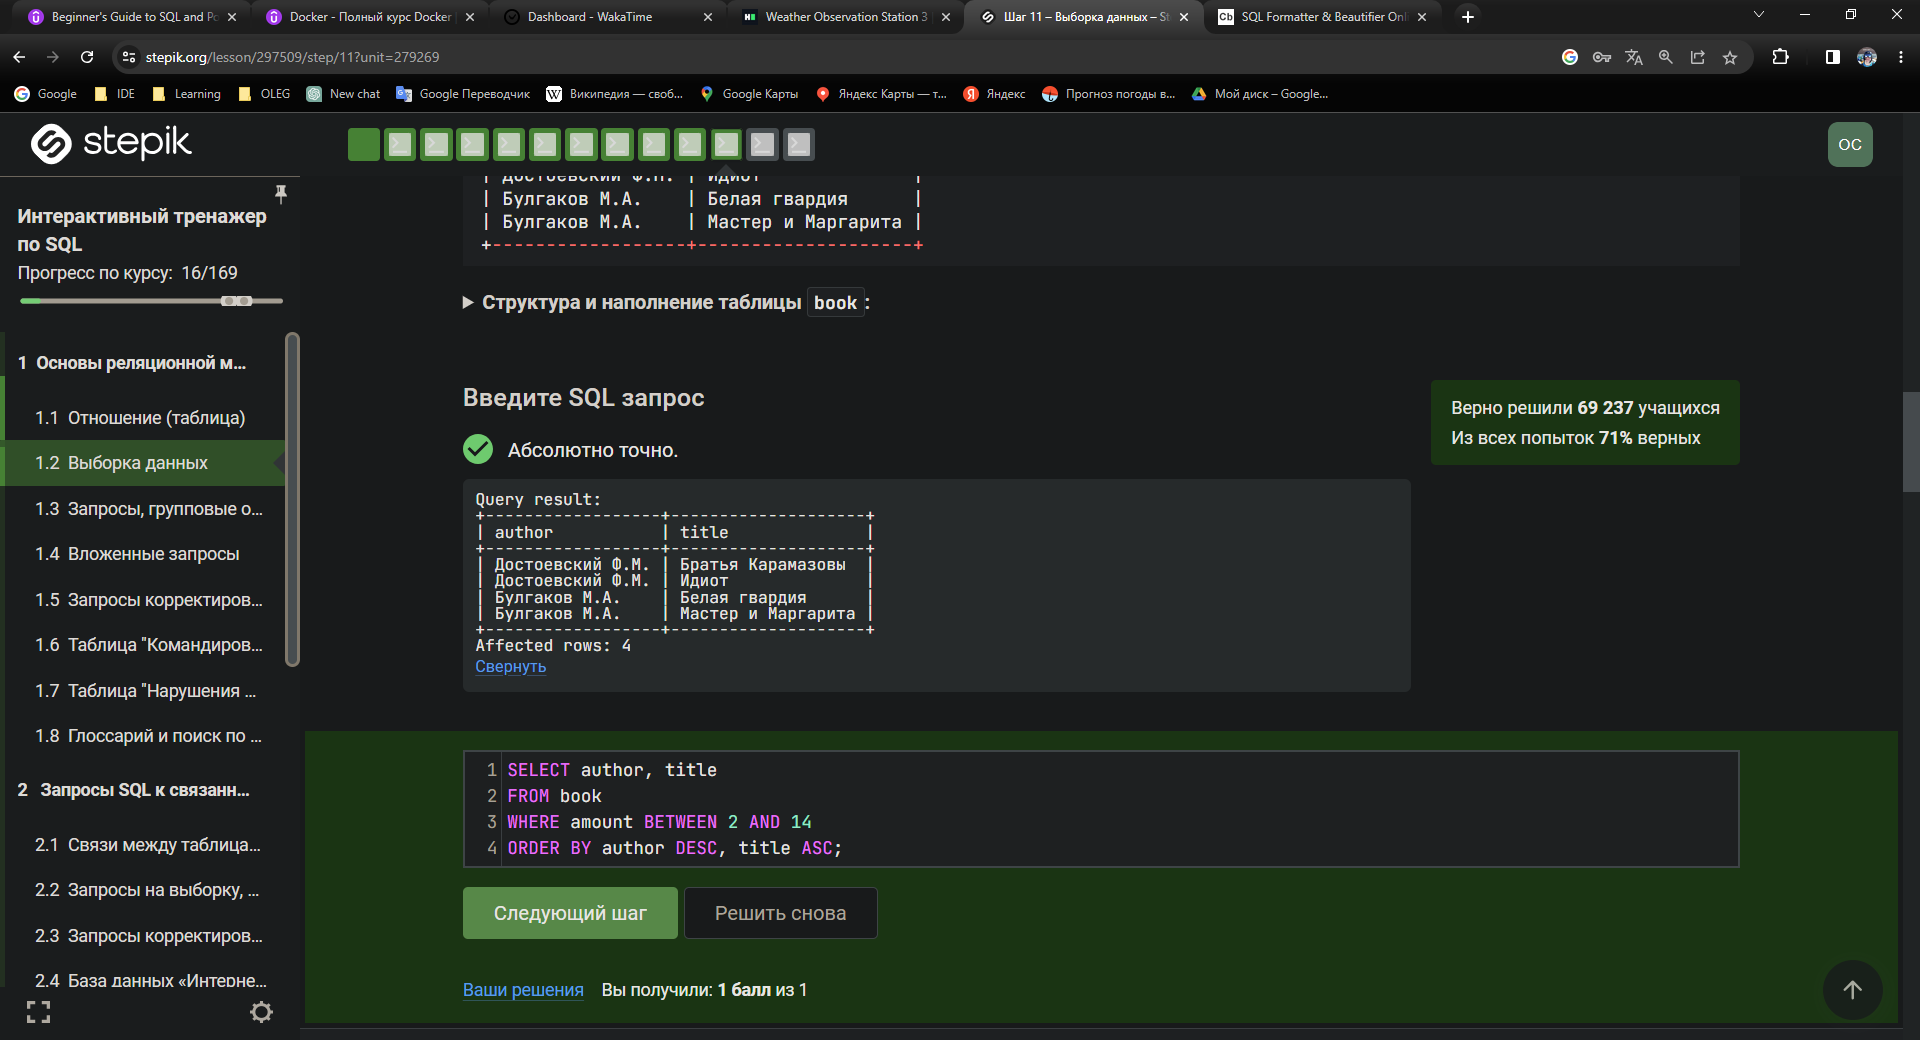 Beginner's Guide to SQL and Po
Docker - Полный курс Docker
Dashboard - WakaTime
Weather Observation Station 3
Шаг 11 – Выборка данных – St
Cb SQL Formatter & Beautifier Onli
stepik.org/lesson/297509/step/11?unit=279269
Google
IDE
Learning
OLEG
New chat
Google Переводчик
W Википедия — своб...
Google Карты
Яндекс Карты — т...
Я Яндекс
Прогноз погоды в...
Мой диск – Google...
stepik
OC
Интерактивный тренажер
по SQL
Прогресс по курсу: 16/169
1 Основы реляционной м...
1.1 Отношение (таблица)
1.2 Выборка данных
1.3 Запросы, групповые о...
1.4 Вложенные запросы
1.5 Запросы корректиров...
1.6 Таблица "Командиров...
1.7 Таблица "Нарушения ...
1.8 Глоссарий и поиск по ...
2 Запросы SQL к связанн...
2.1 Связи между таблица...
2.2 Запросы на выборку, ...
2.3 Запросы корректиров...
2.4 База данных «Интерне...
| Достоевский Ф.М. | Идиот |
| Булгаков М.А. | Белая гвардия |
| Булгаков М.А. | Мастер и Маргарита |
+------------------+--------------------+
Структура и наполнение таблицы book:
Введите SQL запрос
Абсолютно точно.
Верно решили 69 237 учащихся
Из всех попыток 71% верных
Query result:
+------------------+--------------------+
| author | title |
+------------------+--------------------+
| Достоевский Ф.М. | Братья Карамазовы |
| Достоевский Ф.М. | Идиот |
| Булгаков М.А. | Белая гвардия |
| Булгаков М.А. | Мастер и Маргарита |
+------------------+--------------------+
Affected rows: 4
Свернуть
1 SELECT author, title
2 FROM book
3 WHERE amount BETWEEN 2 AND 14
4 ORDER BY author DESC, title ASC;
Следующий шаг
Решить снова
Ваши решения Вы получили: 1 балл из 1